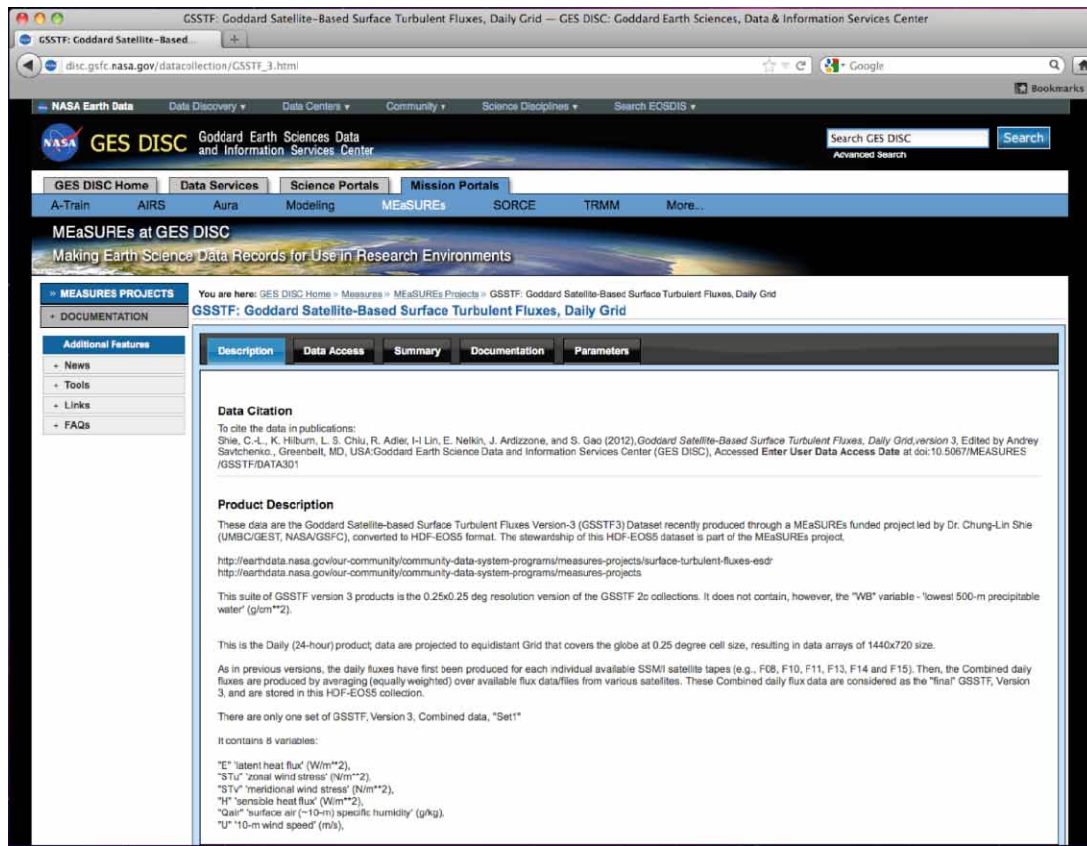 GSSTF: Goddard Satellite-Based Surface Turbulent Fluxes, Daily Grid — GES DISC: Goddard Earth Sciences, Data & Information Services Center
GSSTF: Goddard Satellite-Based...
disc.gsfc.nasa.gov/datacollection/GSSTF_3.html
Google
Bookmarks
NASA Earth Data Data Discovery Data Centers Community Science Disciplines Search EOSDIS
NASA GES DISC Goddard Earth Sciences Data
and Information Services Center
Search GES DISC Search
Advanced Search
GES DISC Home Data Services Science Portals Mission Portals
A-Train AIRS Aura Modeling MEaSUREs SORCE TRMM More...
MEaSUREs at GES DISC
Making Earth Science Data Records for Use in Research Environments
» MEASURES PROJECTS
+ DOCUMENTATION
Additional Features
+ News
+ Tools
+ Links
+ FAQs
You are here: GES DISC Home » Measures » MEaSUREs Projects » GSSTF: Goddard Satellite-Based Surface Turbulent Fluxes, Daily Grid
GSSTF: Goddard Satellite-Based Surface Turbulent Fluxes, Daily Grid
Description Data Access Summary Documentation Parameters
Data Citation
To cite the data in publications:
Shie, C.-L., K. Hilburn, L. S. Chiu, R. Adler, I-I Lin, E. Nelkin, J. Ardizzone, and S. Gao (2012),Goddard Satellite-Based Surface Turbulent Fluxes, Daily Grid,version 3, Edited by Andrey
Savtchenko., Greenbelt, MD, USA:Goddard Earth Science Data and Information Services Center (GES DISC), Accessed Enter User Data Access Date at doi:10.5067/MEASURES
/GSSTF/DATA301
Product Description
These data are the Goddard Satellite-based Surface Turbulent Fluxes Version-3 (GSSTF3) Dataset recently produced through a MEaSUREs funded project led by Dr. Chung-Lin Shie
(UMBC/GEST, NASA/GSFC), converted to HDF-EOS5 format. The stewardship of this HDF-EOS5 dataset is part of the MEaSUREs project,
http://earthdata.nasa.gov/our-community/community-data-system-programs/measures-projects/surface-turbulent-fluxes-esdr
http://earthdata.nasa.gov/our-community/community-data-system-programs/measures-projects
This suite of GSSTF version 3 products is the 0.25x0.25 deg resolution version of the GSSTF 2c collections. It does not contain, however, the "WB" variable - 'lowest 500-m precipitable
water' (g/cm**2).
This is the Daily (24-hour) product; data are projected to equidistant Grid that covers the globe at 0.25 degree cell size, resulting in data arrays of 1440x720 size.
As in previous versions, the daily fluxes have first been produced for each individual available SSM/I satellite tapes (e.g., F08, F10, F11, F13, F14 and F15). Then, the Combined daily
fluxes are produced by averaging (equally weighted) over available flux data/files from various satellites. These Combined daily flux data are considered as the "final" GSSTF, Version
3, and are stored in this HDF-EOS5 collection.
There are only one set of GSSTF, Version 3, Combined data, "Set1"
It contains 6 variables:
"E" 'latent heat flux' (W/m**2),
"STu" 'zonal wind stress' (N/m**2),
"STv" 'meridional wind stress' (N/m**2),
"H" 'sensible heat flux' (W/m**2),
"Qair" 'surface air (~10-m) specific humidity' (g/kg),
"U" '10-m wind speed' (m/s),